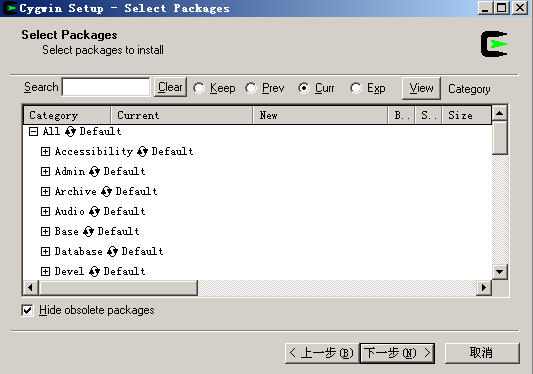 Cygwin Setup - Select Packages
Select Packages
Select packages to install
Search Clear Keep Prev Curr Exp View Category
Category Current New B.. S.. Size
All Default
Accessibility Default
Admin Default
Archive Default
Audio Default
Base Default
Database Default
Devel Default
Hide obsolete packages
< 上一步(B) 下一步(N) > 取消